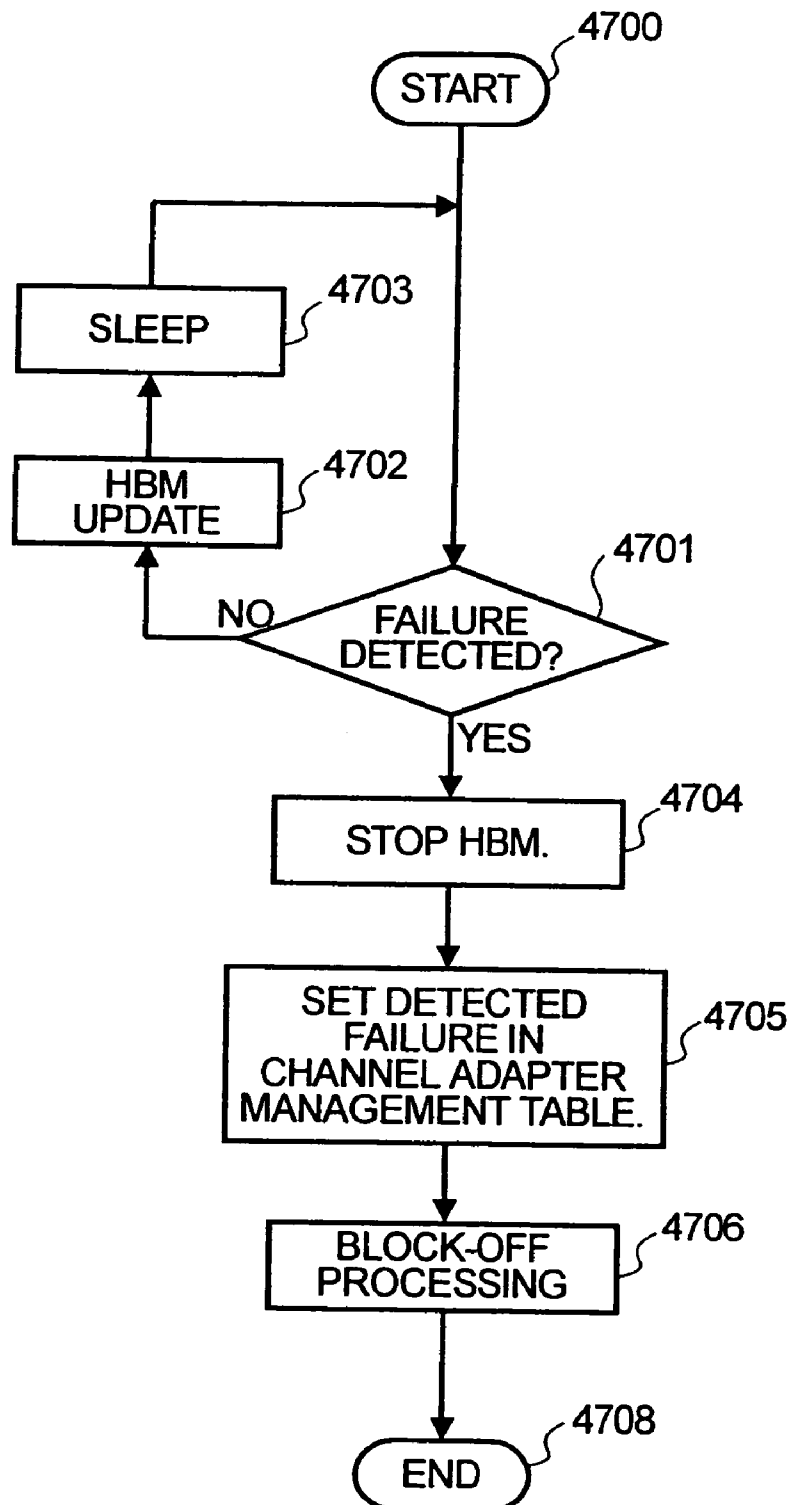 4700
START
4703
SLEEP
4702
HBM
UPDATE
4701
NO
FAILURE
DETECTED?
YES
4704
STOP HBM.
SET DETECTED
FAILURE IN
CHANNEL ADAPTER
MANAGEMENT TABLE.
4705
4706
BLOCK-OFF
PROCESSING
4708
END